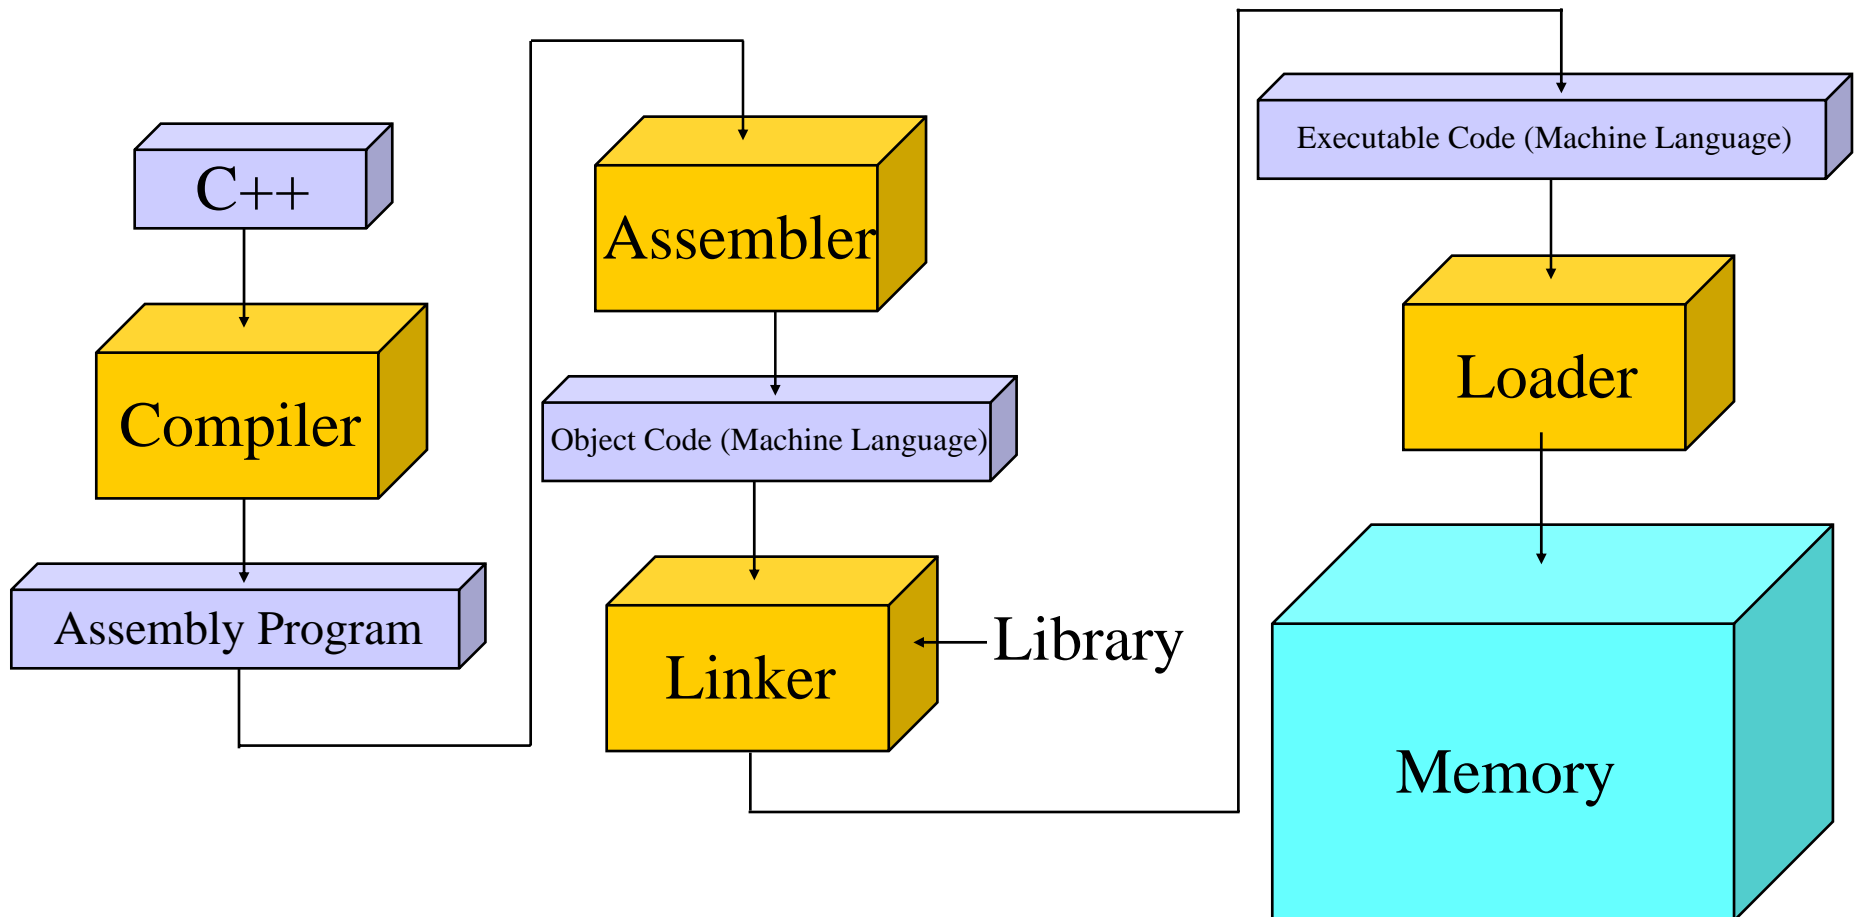 C++
Compiler
Assembly Program
Assembler
Object Code (Machine Language)
Linker
Library
Executable Code (Machine Language)
Loader
Memory